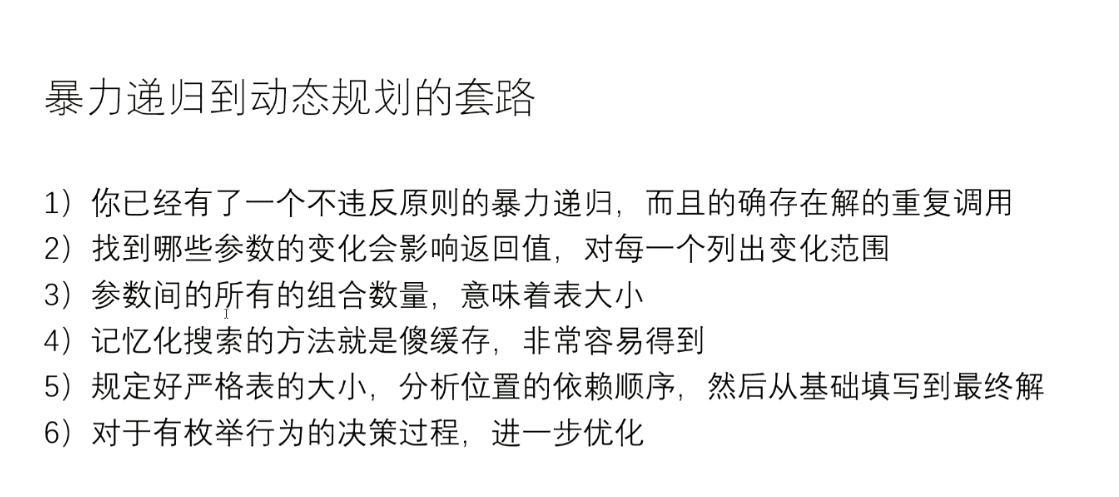 暴力递归到动态规划的套路
1）你已经有了一个不违反原则的暴力递归，而且的确存在解的重复调用
2）找到哪些参数的变化会影响返回值，对每一个列出变化范围
3）参数间的所有的组合数量，意味着表大小
4）记忆化搜索的方法就是傻缓存，非常容易得到
5）规定好严格表的大小，分析位置的依赖顺序，然后从基础填写到最终解
6）对于有枚举行为的决策过程，进一步优化